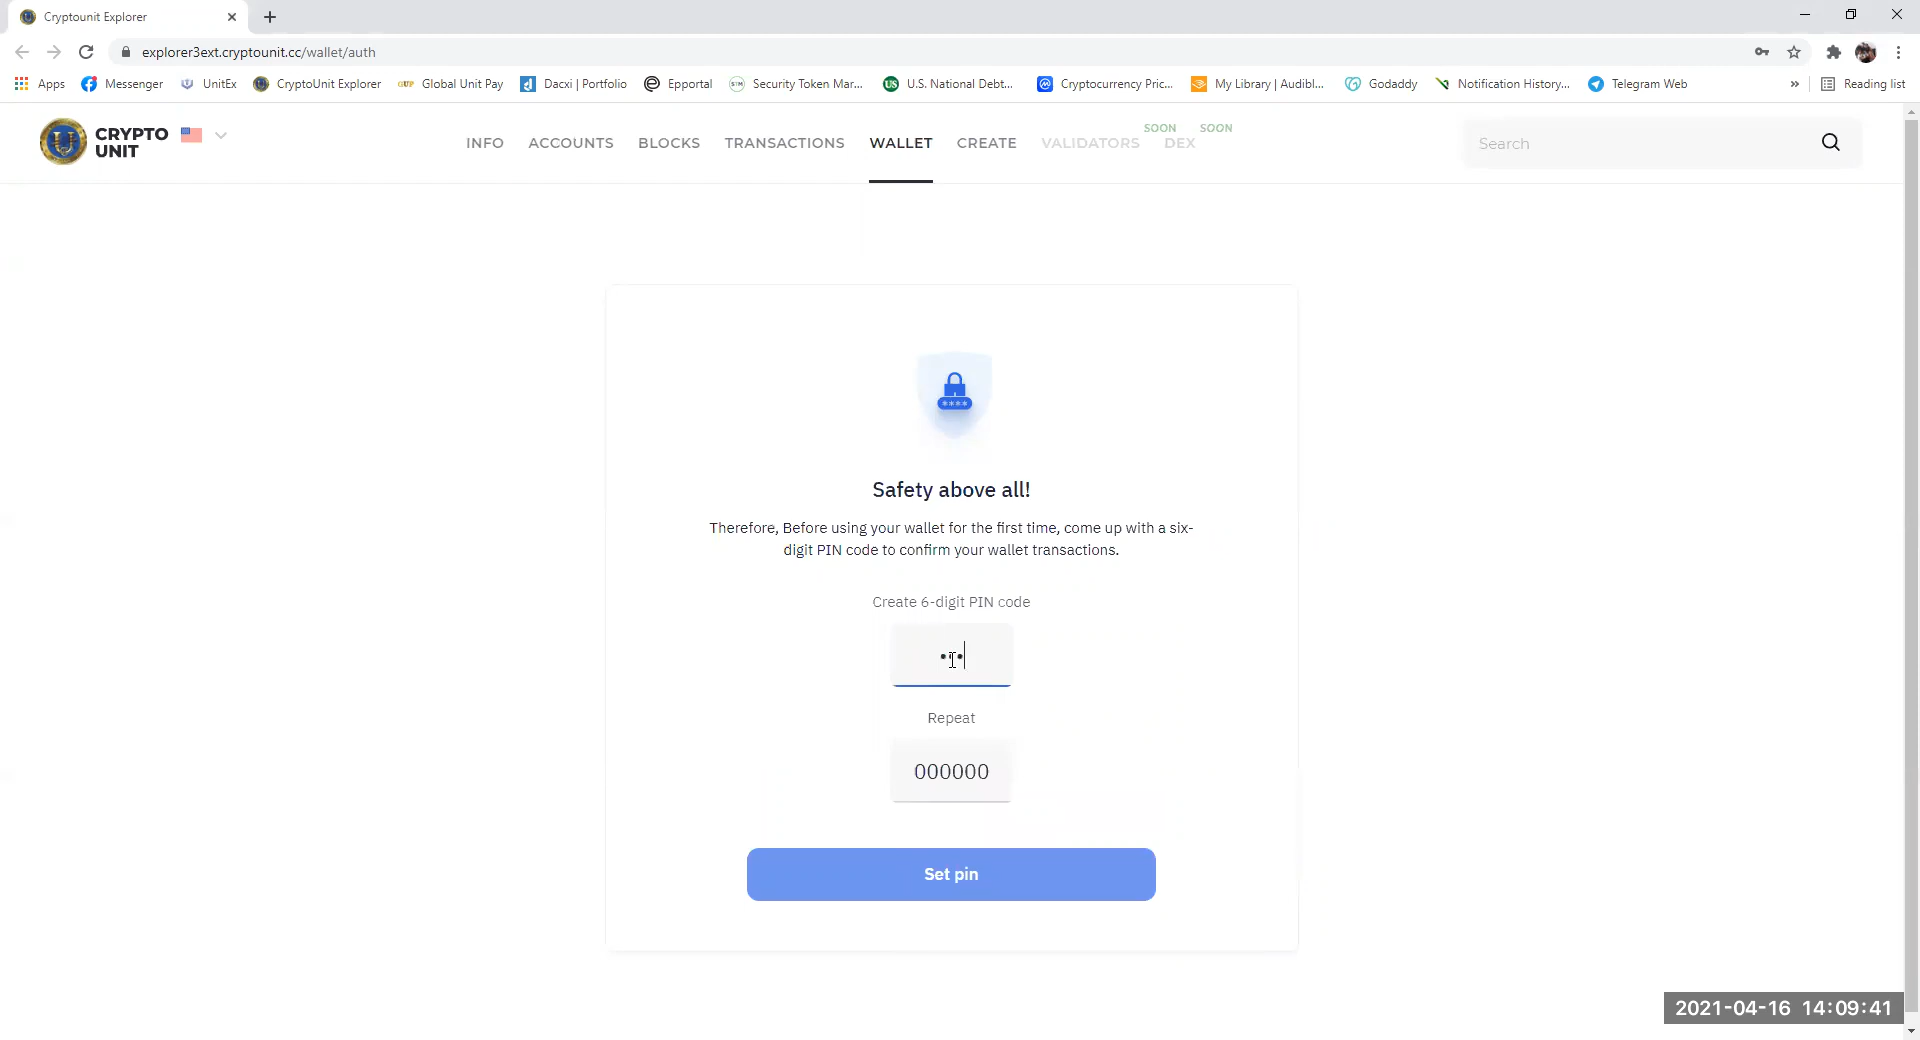 Cryptounit Explorer
explorer3ext.cryptounit.cc/wallet/auth
Apps Messenger UnitEx CryptoUnit Explorer GUP Global Unit Pay Dacxi | Portfolio Epportal STM Security Token Mar... US U.S. National Debt... Cryptocurrency Pric... My Library | Audibl... Godaddy Notification History... Telegram Web » Reading list
CRYPTO
UNIT
INFO ACCOUNTS BLOCKS TRANSACTIONS WALLET CREATE VALIDATORS SOON DEX SOON
Search
****
Safety above all!
Therefore, Before using your wallet for the first time, come up with a six-
digit PIN code to confirm your wallet transactions.
Create 6-digit PIN code
•••
Repeat
000000
Set pin
2021-04-16 14:09:41